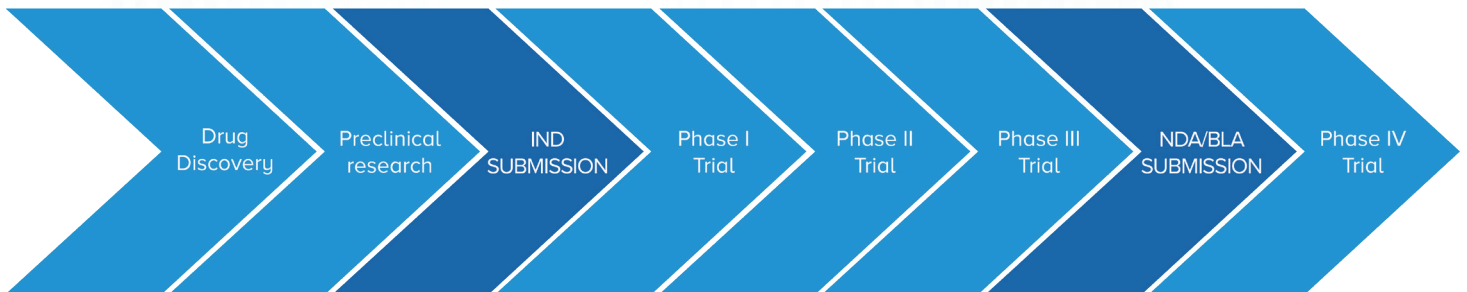 Drug
Discovery
Preclinical
research
IND
SUBMISSION
Phase I
Trial
Phase II
Trial
Phase III
Trial
NDA/BLA
SUBMISSION
Phase IV
Trial